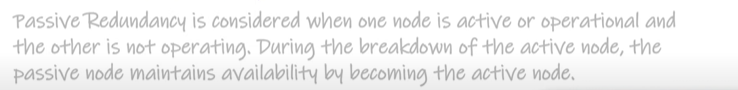 Passive Redundancy is considered when one node is active or operational and
the other is not operating. During the breakdown of the active node, the
passive node maintains availability by becoming the active node.